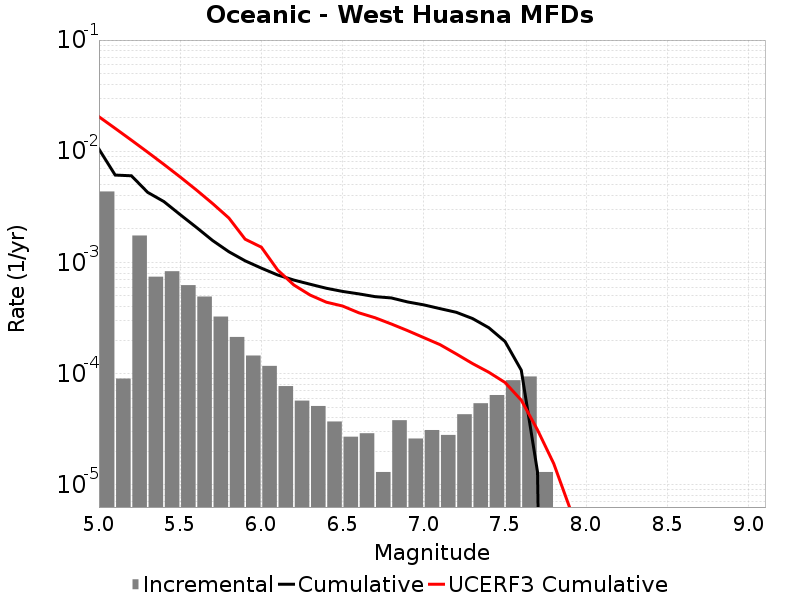 Oceanic - West Huasna MFDs
10-1
10-2
10-3
10-4
10-5
Rate (1/yr)
5.0 5.5 6.0 6.5 7.0 7.5 8.0 8.5 9.0
Magnitude
Incremental Cumulative UCERF3 Cumulative